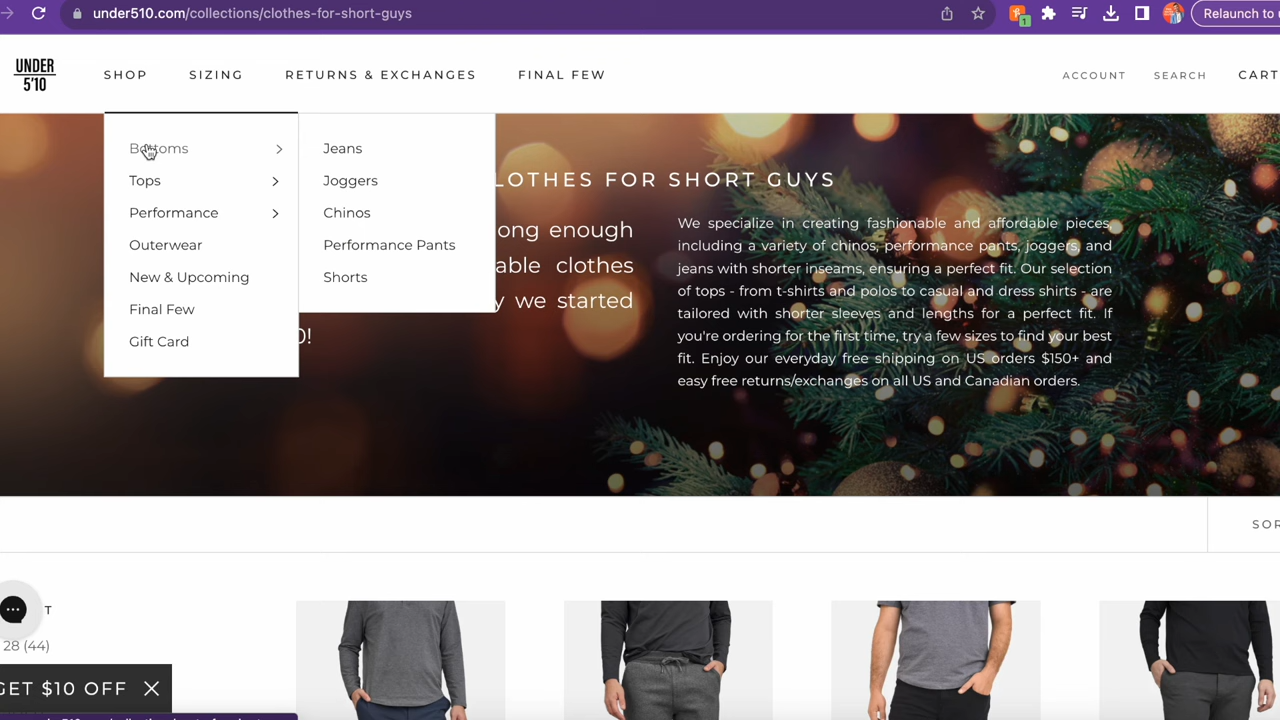 under510.com/collections/clothes-for-short-guys
1
Relaunch to
UNDER
5'10
SHOP
SIZING
RETURNS & EXCHANGES
FINAL FEW
ACCOUNT
SEARCH
CART
Bottoms
Tops
Performance
Outerwear
New & Upcoming
Final Few
Gift Card
Jeans
Joggers
Chinos
Performance Pants
Shorts
LOTHES FOR SHORT GUYS
ong enough
able clothes
y we started
0!
We specialize in creating fashionable and affordable pieces,
including a variety of chinos, performance pants, joggers, and
jeans with shorter inseams, ensuring a perfect fit. Our selection
of tops - from t-shirts and polos to casual and dress shirts - are
tailored with shorter sleeves and lengths for a perfect fit. If
you're ordering for the first time, try a few sizes to find your best
fit. Enjoy our everyday free shipping on US orders $150+ and
easy free returns/exchanges on all US and Canadian orders.
SOR
T
28 (44)
GET $10 OFF